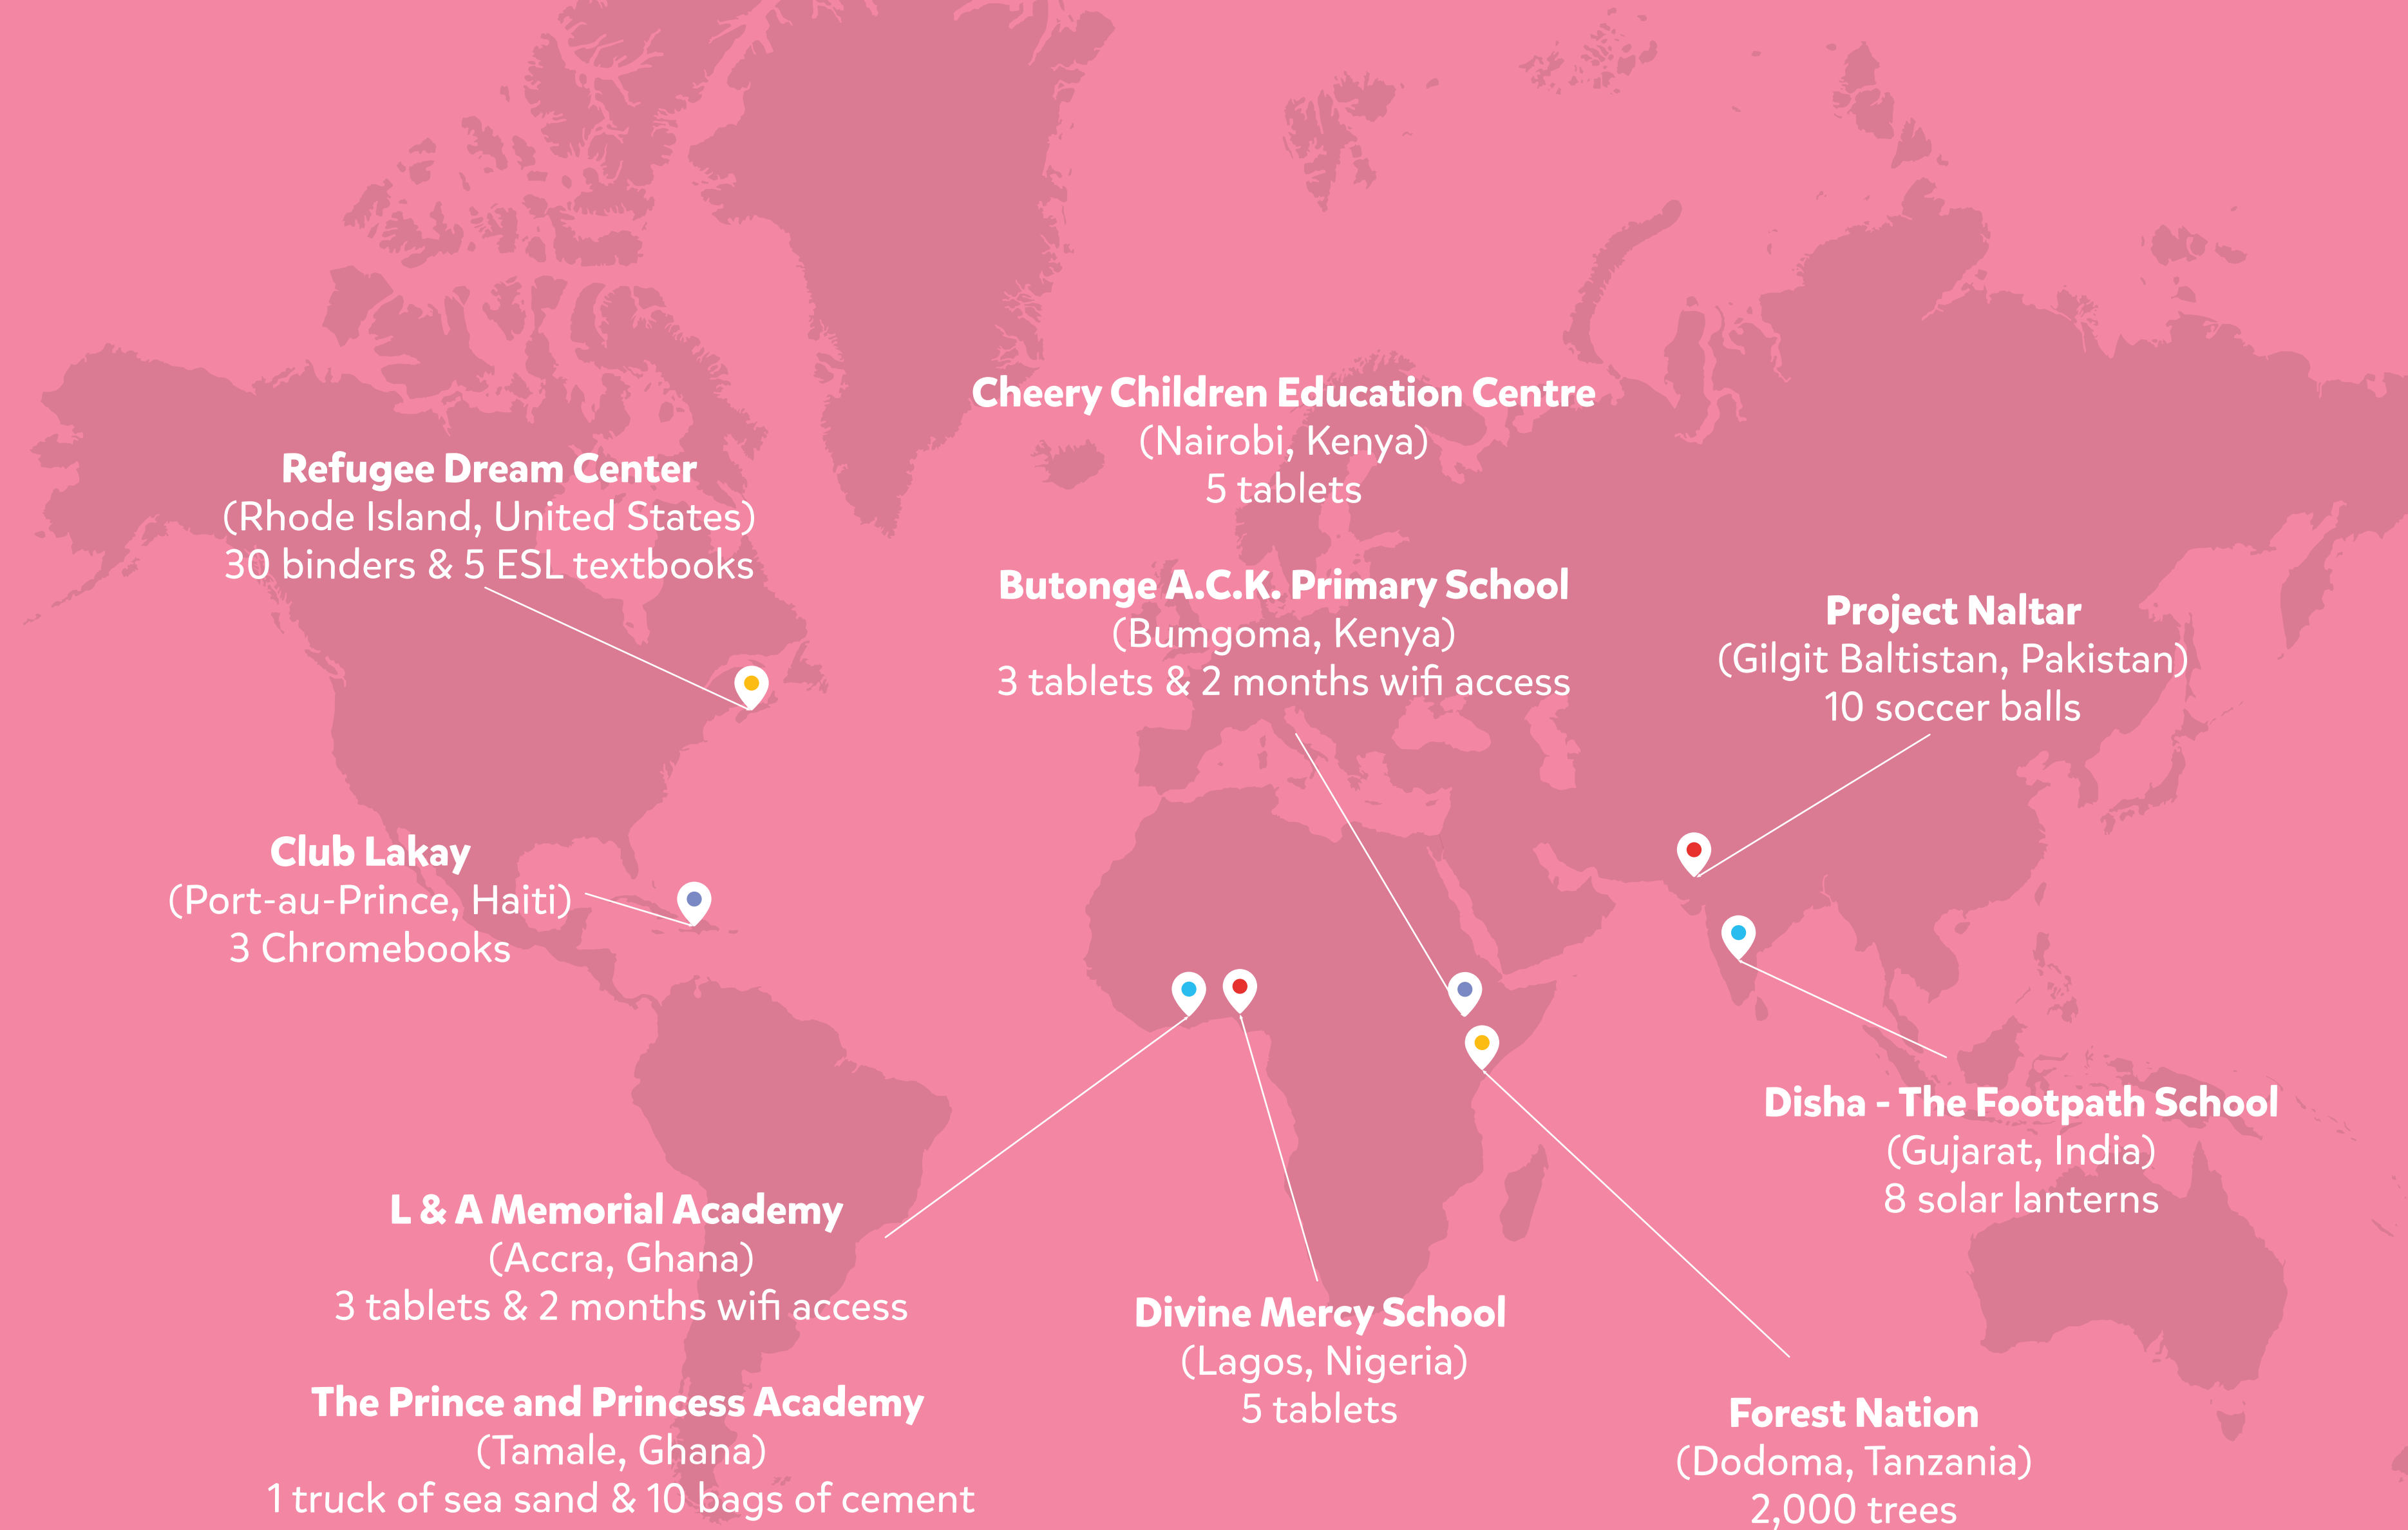 Cheery Children Education Centre
(Nairobi, Kenya)
5 tablets
Refugee Dream Center
(Rhode Island, United States)
30 binders & 5 ESL textbooks
Butonge A.C.K. Primary School
(Bumgoma, Kenya)
3 tablets & 2 months wifi access
Project Naltar
(Gilgit Baltistan, Pakistan)
10 soccer balls
Club Lakay
(Port-au-Prince, Haiti)
3 Chromebooks
Disha - The Footpath School
(Gujarat, India)
8 solar lanterns
L & A Memorial Academy
(Accra, Ghana)
3 tablets & 2 months wifi access
Divine Mercy School
(Lagos, Nigeria)
5 tablets
The Prince and Princess Academy
(Tamale, Ghana)
1 truck of sea sand & 10 bags of cement
Forest Nation
(Dodoma, Tanzania)
2,000 trees